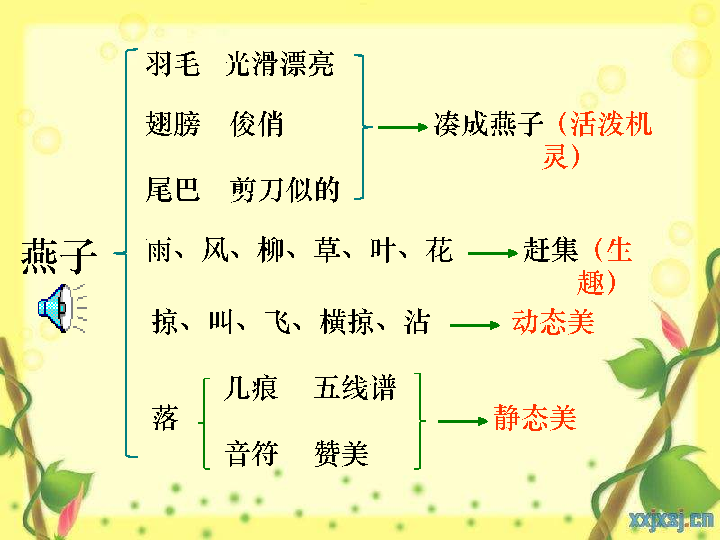 羽毛 光滑漂亮
翅膀 俊俏
凑成燕子（活泼机
灵）
尾巴 剪刀似的
燕子
雨、风、柳、草、叶、花
赶集（生
趣）
掠、叫、飞、横掠、沾
动态美
落
几痕 五线谱
音符 赞美
静态美
xxjxsj.cn